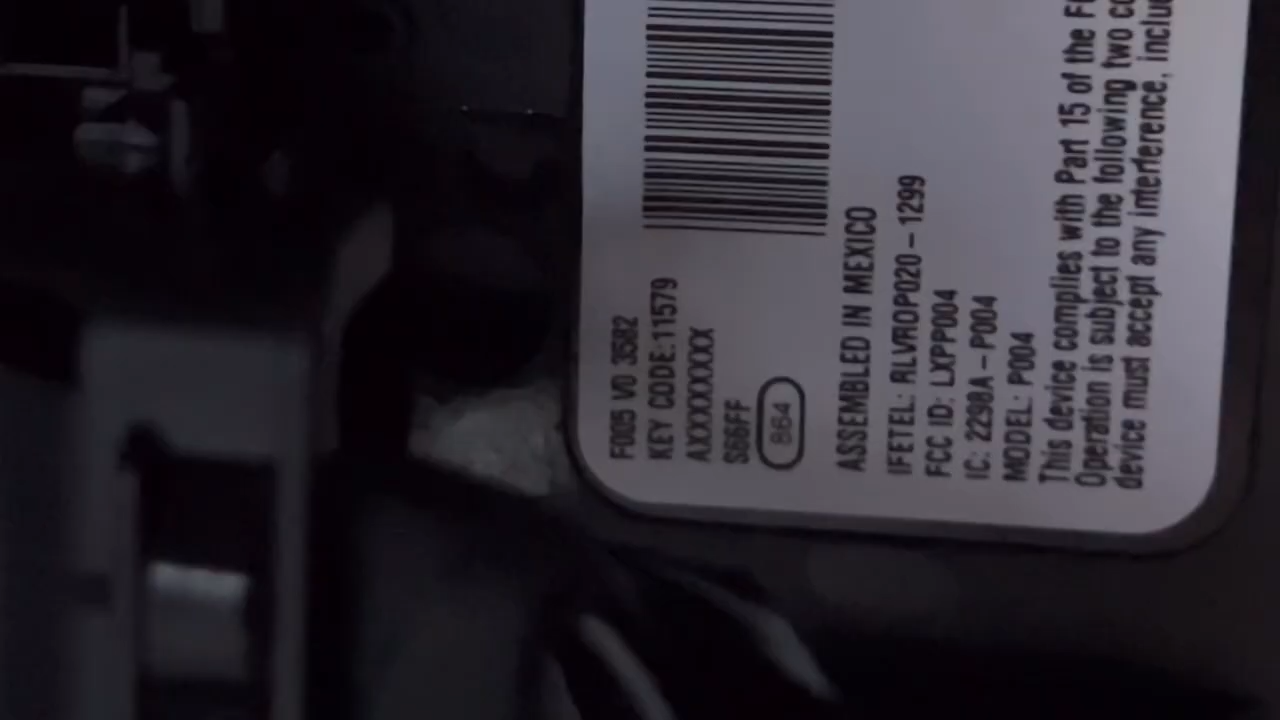 F005 V0 3582
KEY CODE:11579
AXXXXXXXX
S66FF
864
ASSEMBLED IN MEXICO
IFETEL: RLVRDP020-1299
FCC ID: LXPP004
IC: 2298A-P004
MODEL: P004
This device complies with Part 15 of the
Operation is subject to the following two
device must accept any interference,